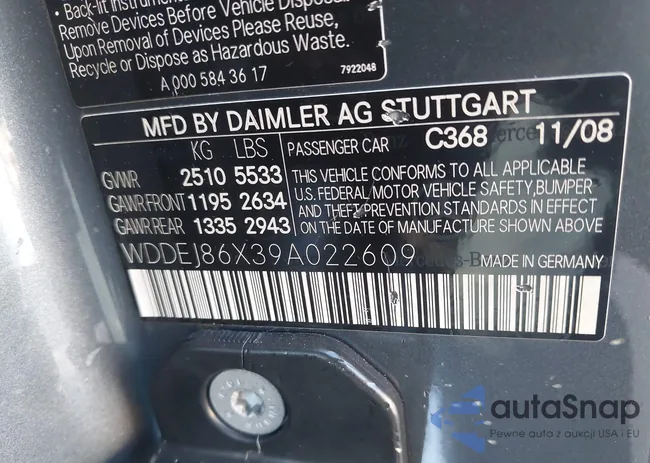 • Back-lit Instrument
Remove Devices Before Vehicle Disposal
Upon Removal of Devices Please Reuse,
Recycle or Dispose as Hazardous Waste.
A 000 584 36 17
7922048
MFD BY DAIMLER AG STUTTGART
KG LBS PASSENGER CAR C368 11/08
GVWR 2510 5533
GAWR FRONT 1195 2634
GAWR REAR 1335 2943
THIS VEHICLE CONFORMS TO ALL APPLICABLE
U.S. FEDERAL MOTOR VEHICLE SAFETY, BUMPER
AND THEFT PREVENTION STANDARDS IN EFFECT
ON THE DATE OF MANUFACTURE SHOWN ABOVE
WDDEJ86X39A022609 MADE IN GERMANY
autaSnap
Pewne auta z aukcji USA i EU